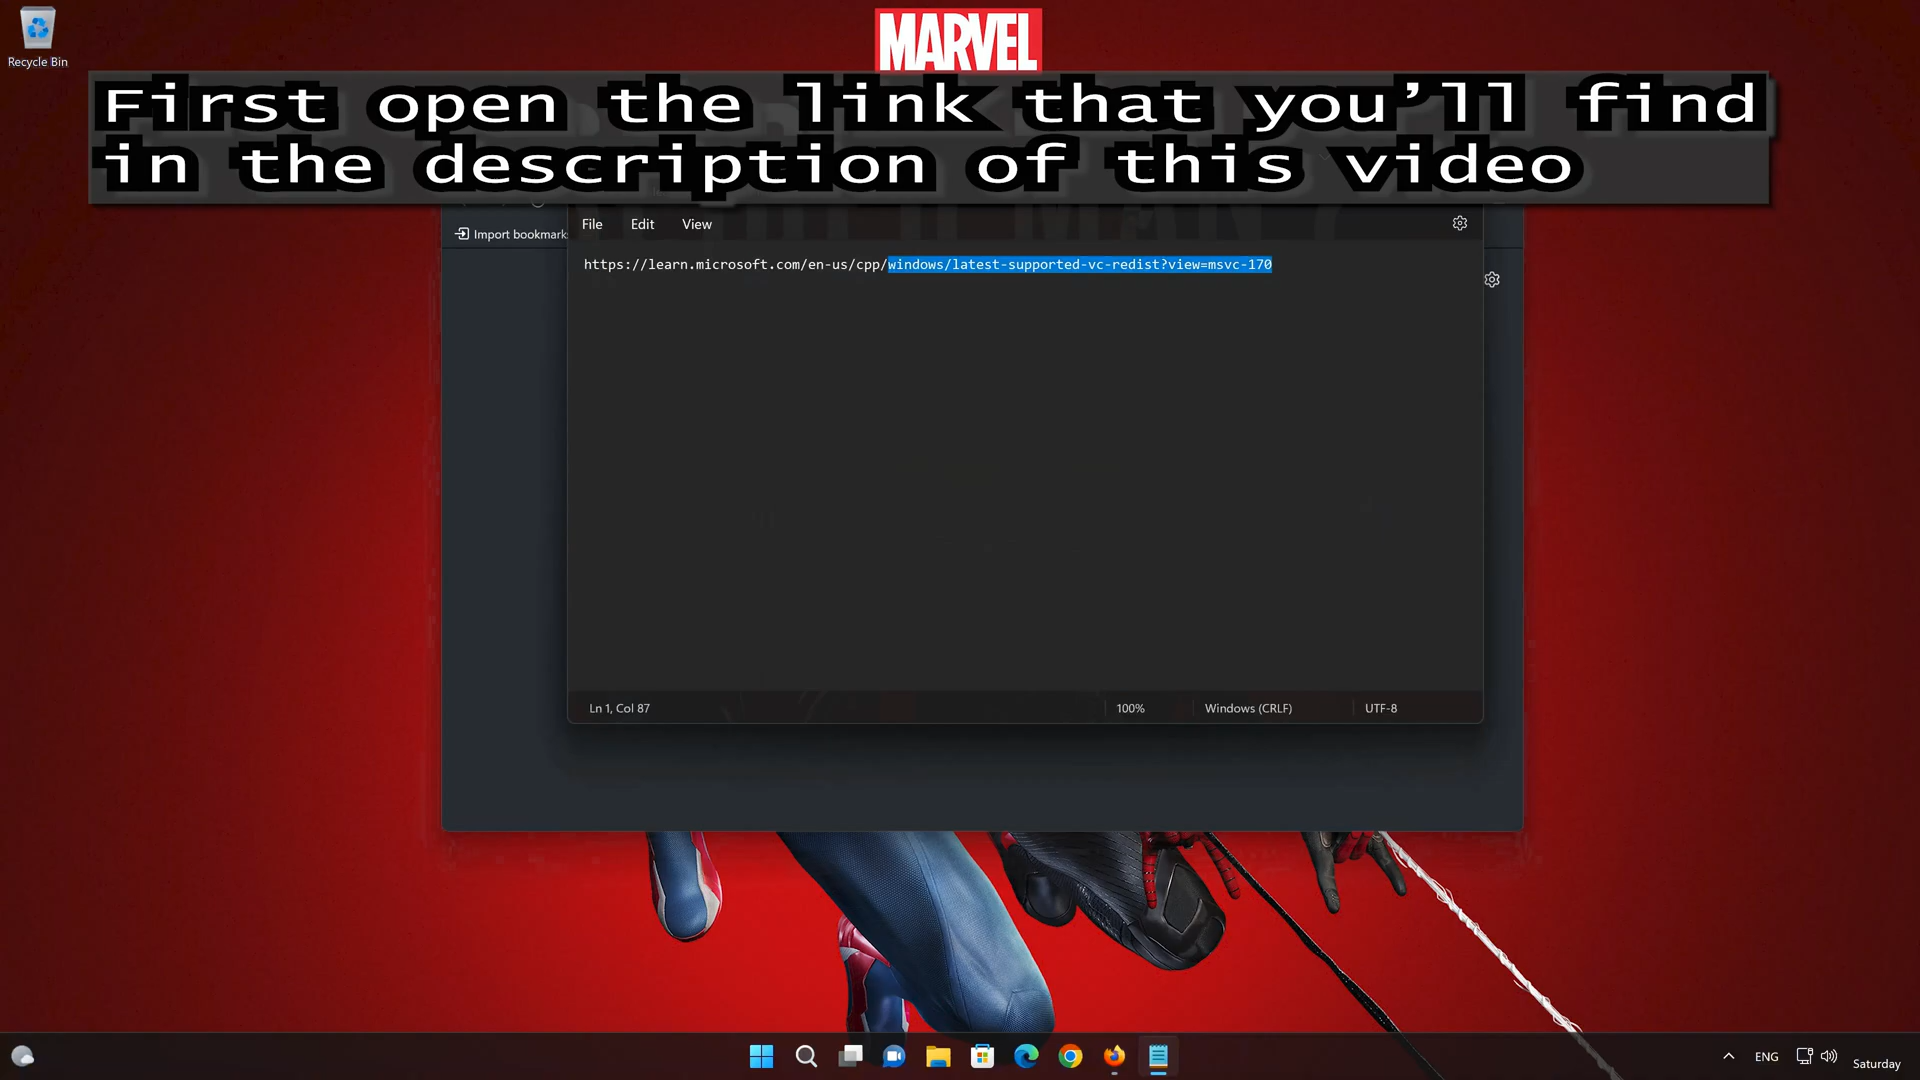 Recycle Bin
MARVEL
First open the link that you’ll find
in the description of this video
Import bookmark
File Edit View
https://learn.microsoft.com/en-us/cpp/windows/latest-supported-vc-redist?view=msvc-170
Ln 1, Col 87 100% Windows (CRLF) UTF-8
ENG
Saturday